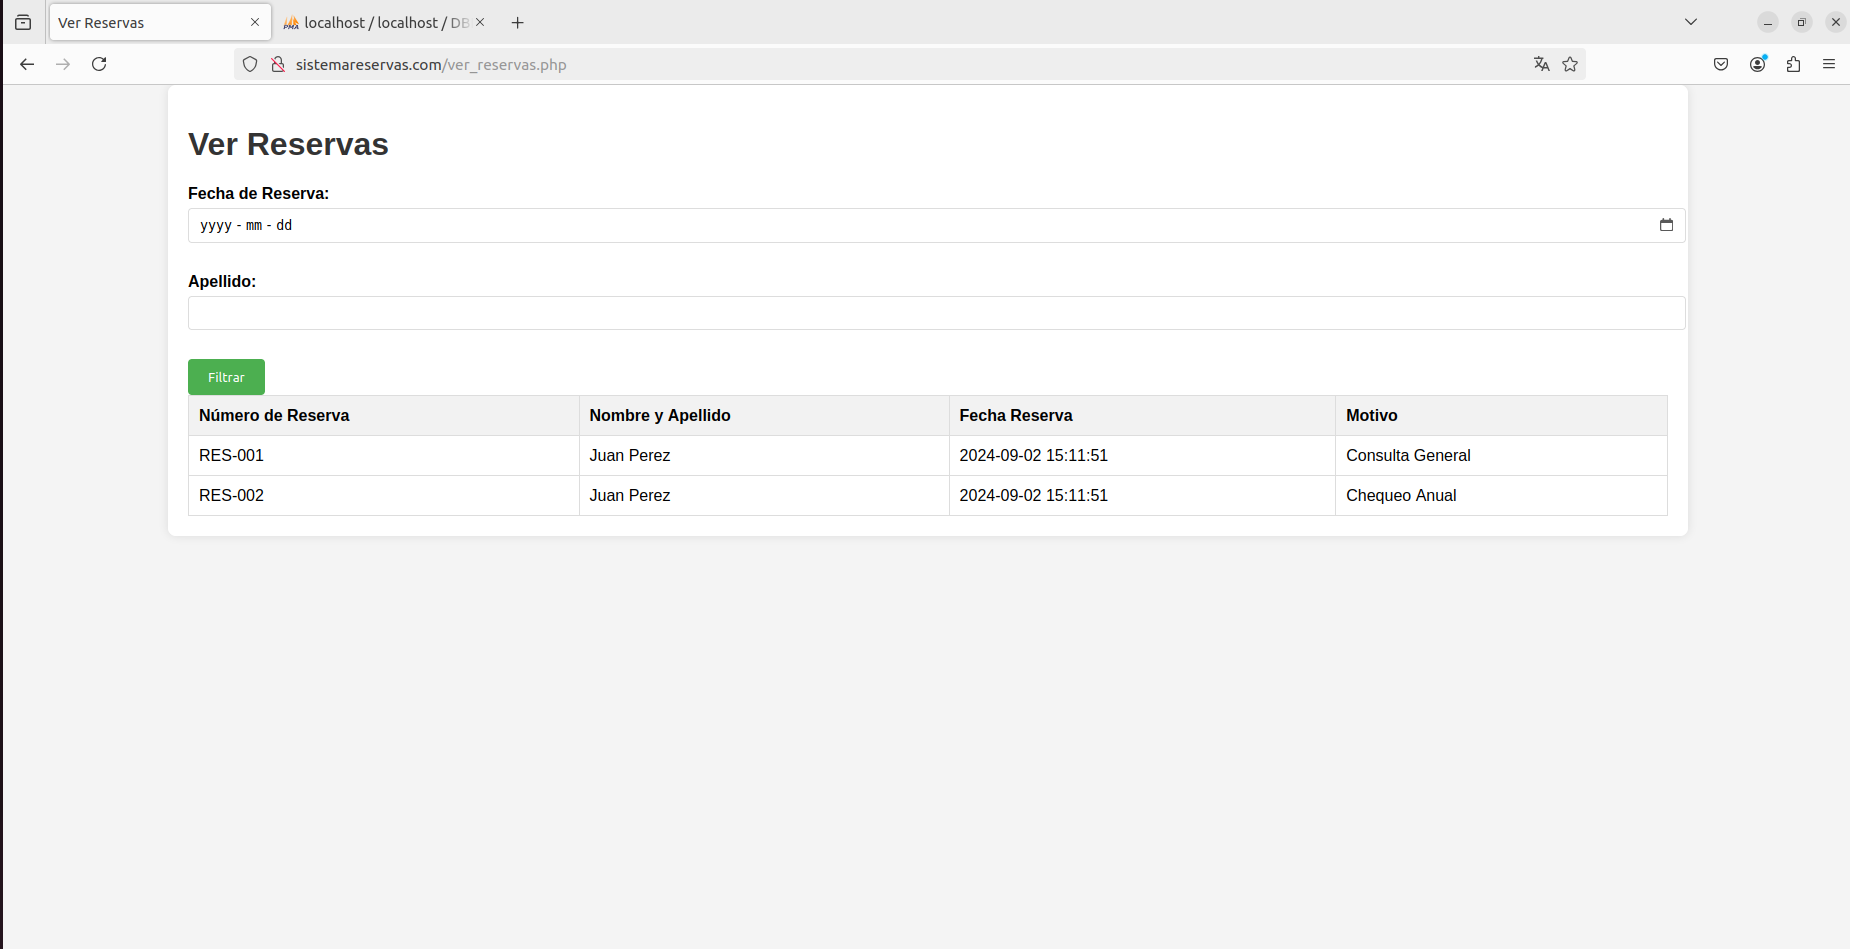 Ver Reservas
localhost / localhost / DB
sistemareservas.com/ver_reservas.php
Ver Reservas
Fecha de Reserva:
yyyy - mm - dd
Apellido:
Filtrar
Número de Reserva Nombre y Apellido Fecha Reserva Motivo
RES-001 Juan Perez 2024-09-02 15:11:51 Consulta General
RES-002 Juan Perez 2024-09-02 15:11:51 Chequeo Anual